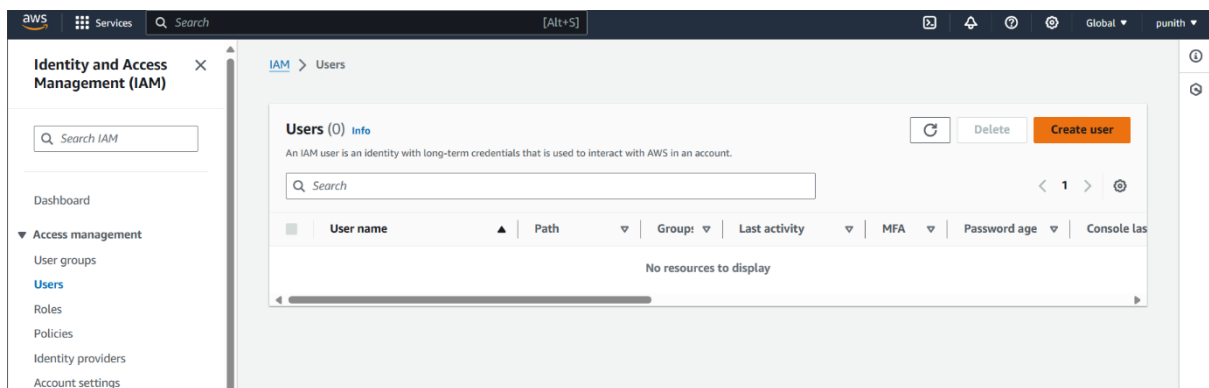 aws Services Search [Alt+S] Global ▼ punith ▼
Identity and Access
Management (IAM)
Search IAM
Dashboard
Access management
User groups
Users
Roles
Policies
Identity providers
Account settings
IAM > Users
Users (0) Info
Delete Create user
An IAM user is an identity with long-term credentials that is used to interact with AWS in an account.
Search
1
User name Path Group: Last activity MFA Password age Console las
No resources to display